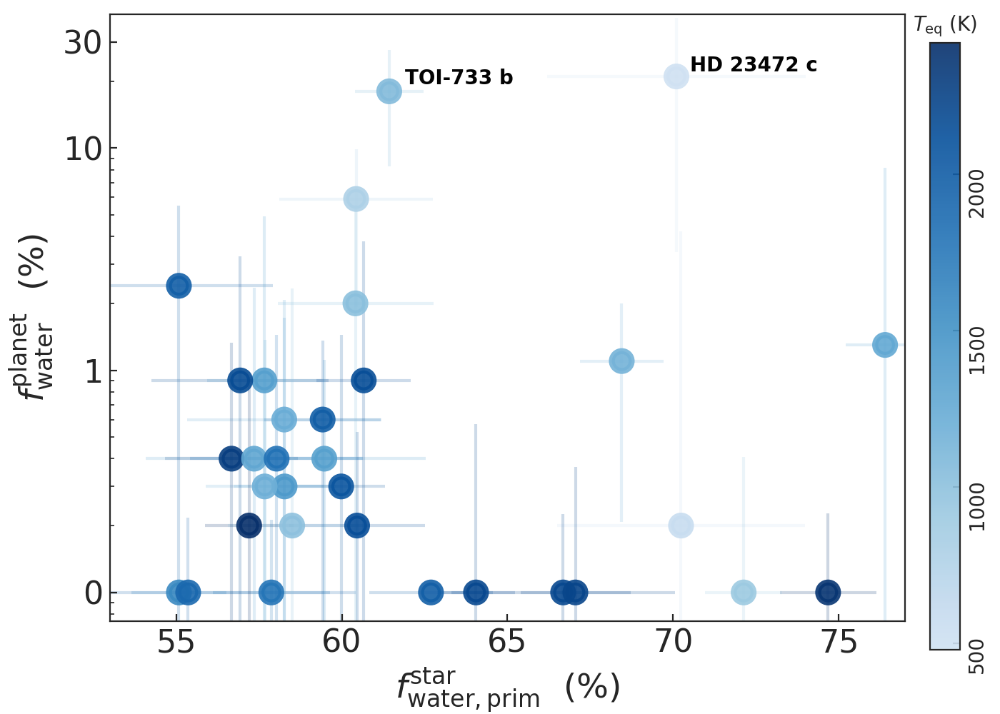 T_eq (K)
30
TOI-733 b
HD 23472 c
10
1
0
f^planet_water (%)
55 60 65 70 75
f^star_water, prim (%)
2000
1500
1000
500